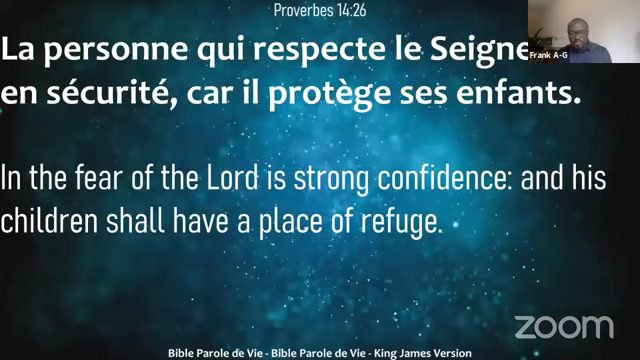 Proverbes 14:26
La personne qui respecte le Seigne
en sécurité, car il protège ses enfants.
In the fear of the Lord is strong confidence: and his
children shall have a place of refuge.
Frank A-G
zoom
Bible Parole de Vie - Bible Parole de Vie - King James Version